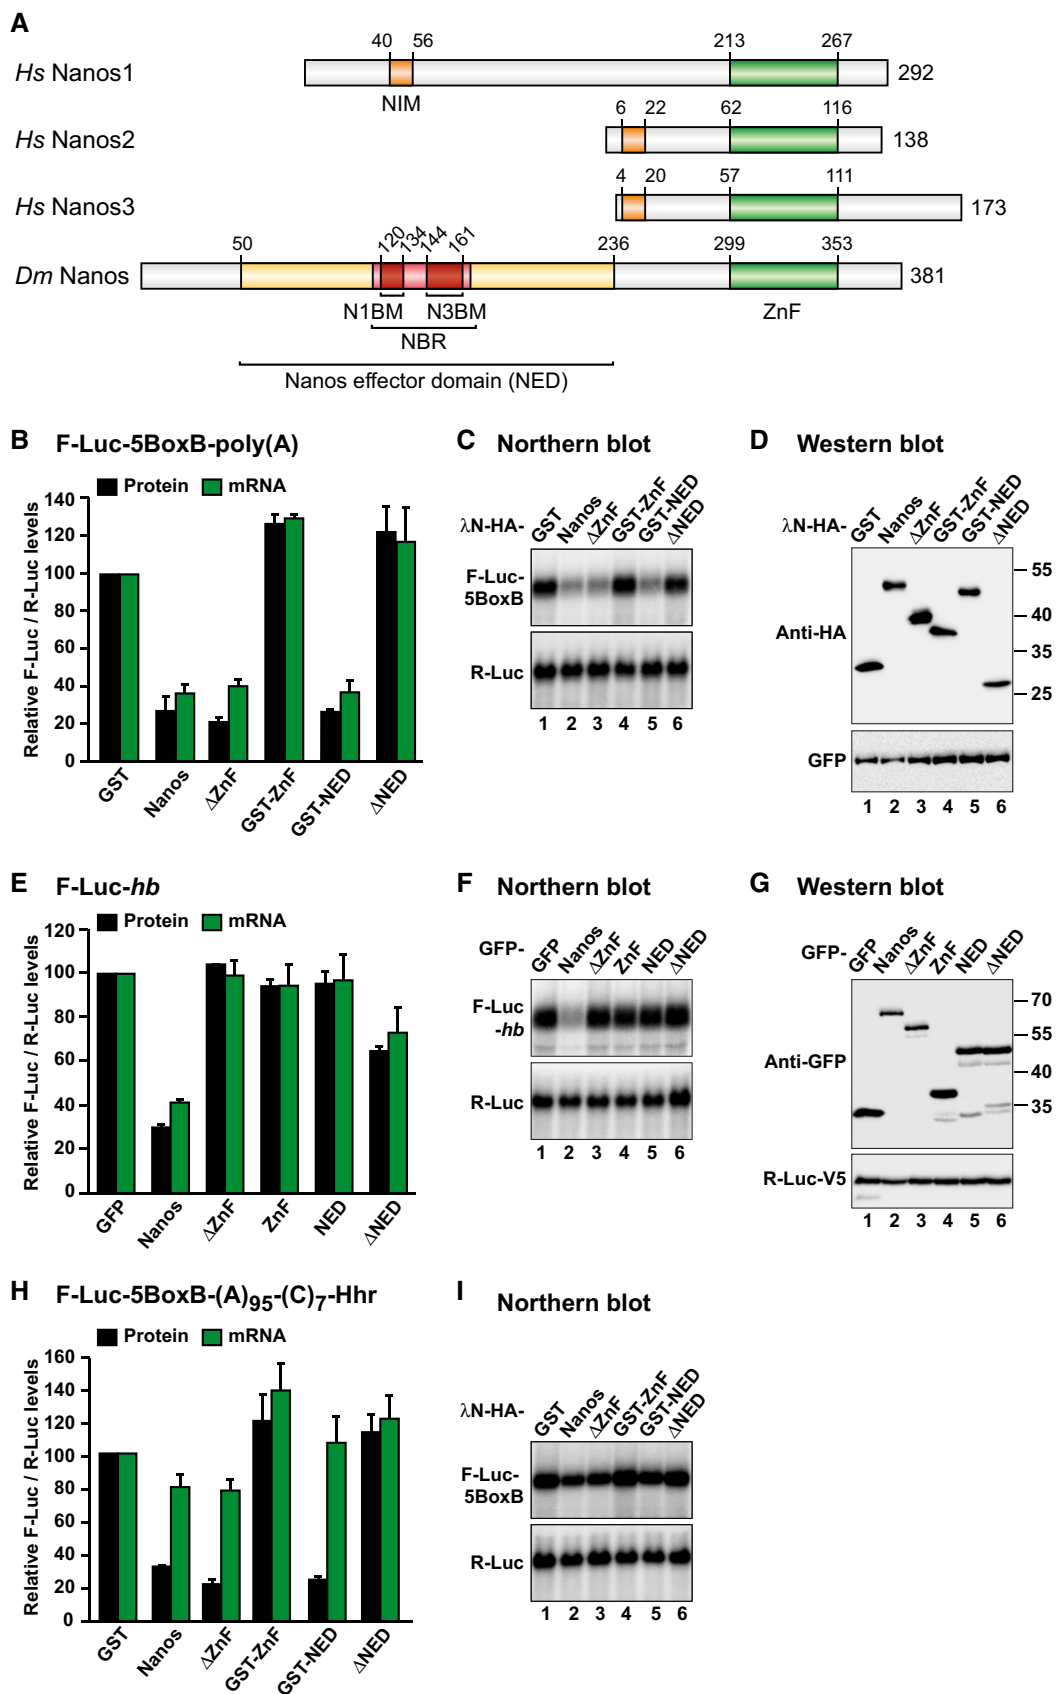 A
40 56 213 267
Hs Nanos1 292
NIM
6 22 62 116
Hs Nanos2 138
4 20 57 111
Hs Nanos3 173
50 120 134 144 161 236 299 353
Dm Nanos 381
N1BM N3BM ZnF
NBR
Nanos effector domain (NED)
B F-Luc-5BoxB-poly(A)
Protein mRNA
Relative F-Luc / R-Luc levels
140
120
100
80
60
40
20
0
GST Nanos ΔZnF GST-ZnF GST-NED ΔNED
C Northern blot
λN-HA- GST Nanos ΔZnF GST-ZnF GST-NED ΔNED
F-Luc-
5BoxB
R-Luc
1 2 3 4 5 6
D Western blot
λN-HA- GST Nanos ΔZnF GST-ZnF GST-NED ΔNED
55
40
Anti-HA
35
25
GFP
1 2 3 4 5 6
E F-Luc-hb
Protein mRNA
Relative F-Luc / R-Luc levels
120
100
80
60
40
20
0
GFP Nanos ΔZnF ZnF NED ΔNED
F Northern blot
GFP- GFP Nanos ΔZnF ZnF NED ΔNED
F-Luc
-hb
R-Luc
1 2 3 4 5 6
G Western blot
GFP- GFP Nanos ΔZnF ZnF NED ΔNED
70
55
Anti-GFP
40
35
R-Luc-V5
1 2 3 4 5 6
H F-Luc-5BoxB-(A)95-(C)7-Hhr
Protein mRNA
Relative F-Luc / R-Luc levels
160
140
120
100
80
60
40
20
0
GST Nanos ΔZnF GST-ZnF GST-NED ΔNED
I Northern blot
λN-HA- GST Nanos ΔZnF GST-ZnF GST-NED ΔNED
F-Luc-
5BoxB
R-Luc
1 2 3 4 5 6